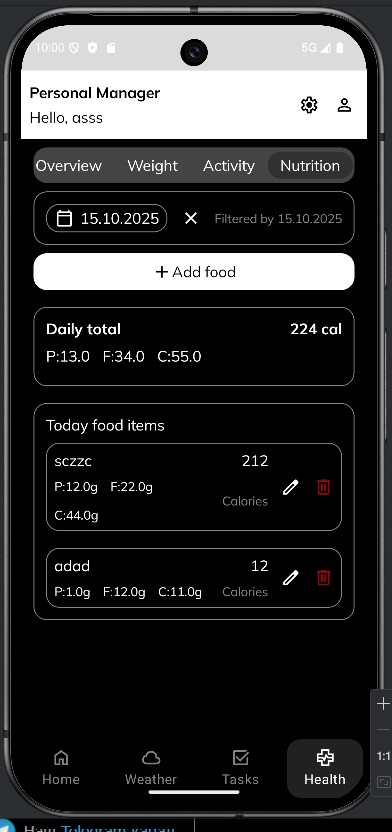 10:00 5G
Personal Manager
Hello, asss
Overview Weight Activity Nutrition
15.10.2025 Filtered by 15.10.2025
+ Add food
Daily total 224 cal
P:13.0 F:34.0 C:55.0
Today food items
sczzc 212
P:12.0g F:22.0g
Calories
C:44.0g
adad 12
P:1.0g F:12.0g C:11.0g Calories
1:1
Home Weather Tasks Health
Наш Telegram канал